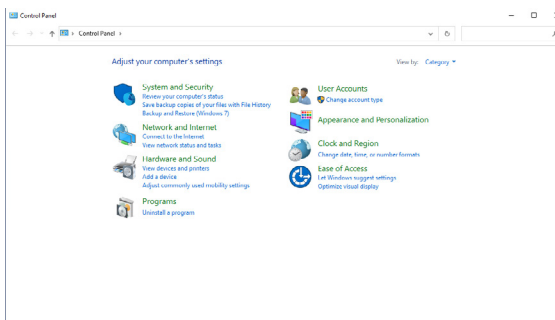 Control Panel
Control Panel
Adjust your computer's settings
View by: Category
System and Security
Review your computer's status
Save backup copies of your files with File History
Backup and Restore (Windows 7)
Network and Internet
Connect to the Internet
View network status and tasks
Hardware and Sound
View devices and printers
Add a device
Adjust commonly used mobility settings
Programs
Uninstall a program
User Accounts
Change account type
Appearance and Personalization
Clock and Region
Change date, time, or number formats
Ease of Access
Let Windows suggest settings
Optimize visual display